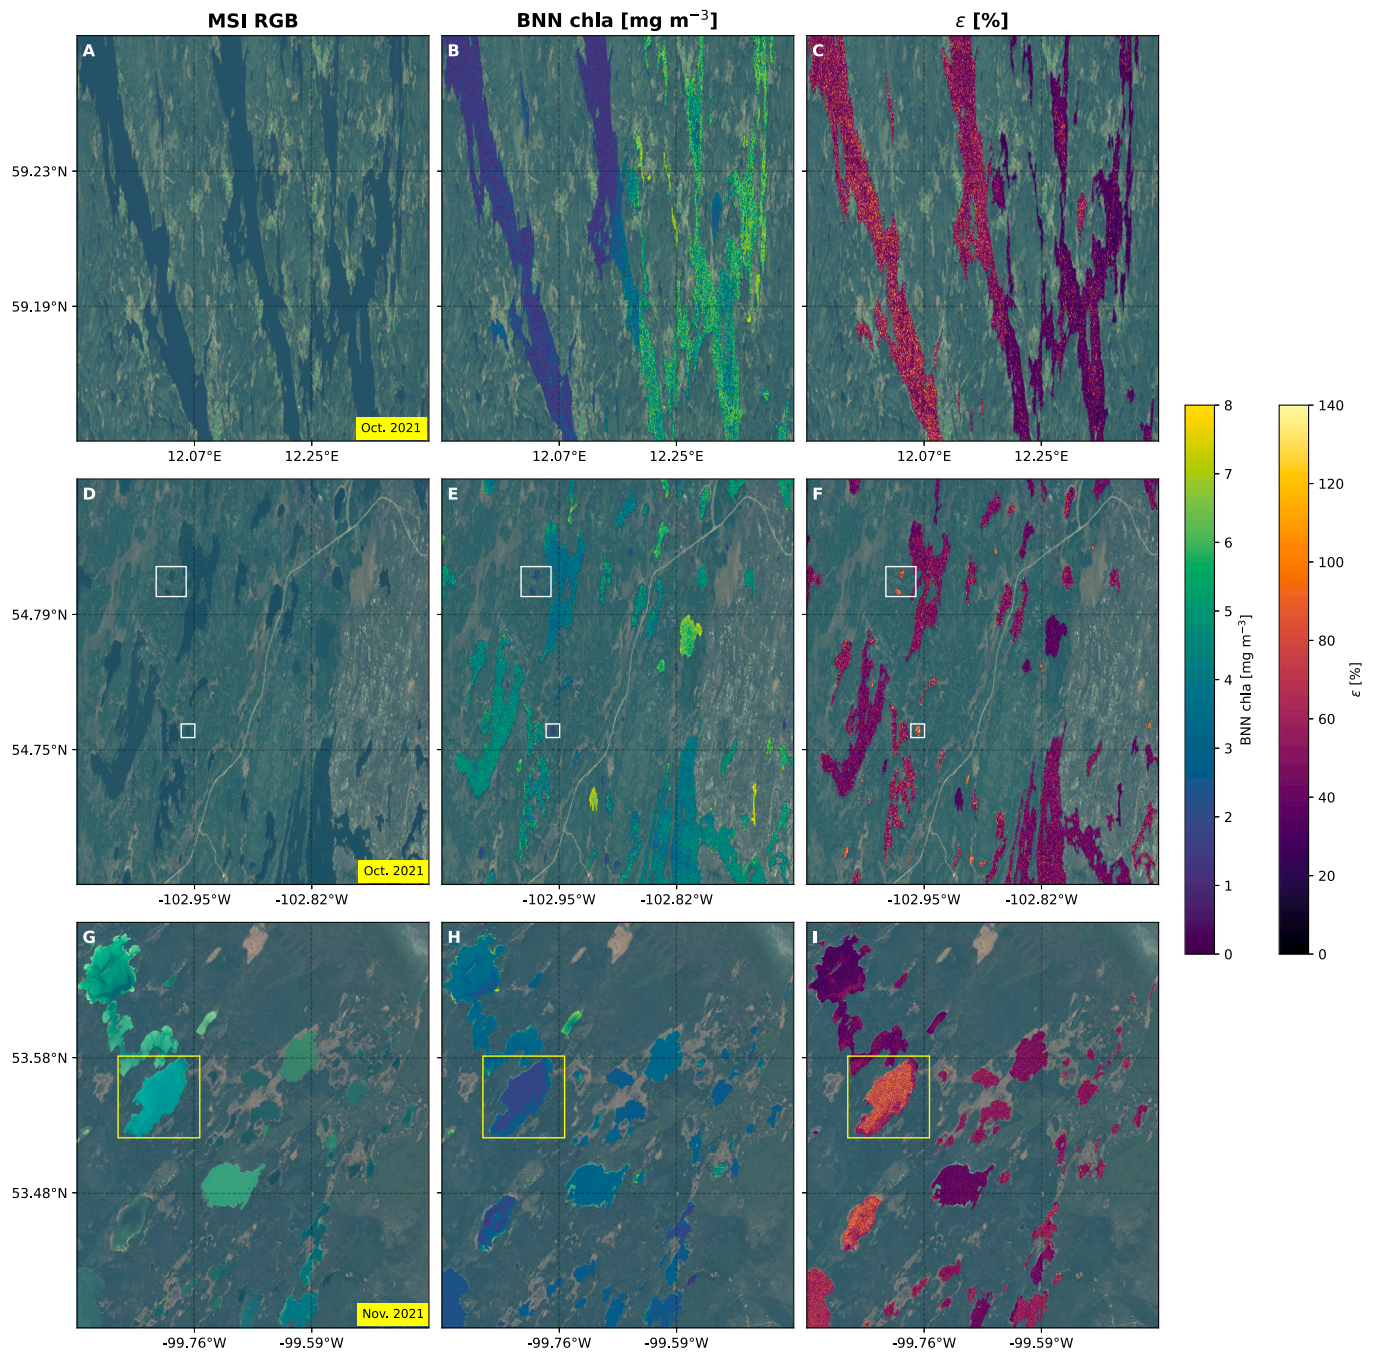 MSI RGB
BNN chla [mg m⁻³]
ε [%]
A
B
C
59.23°N
59.19°N
Oct. 2021
12.07°E
12.25°E
12.07°E
12.25°E
12.07°E
12.25°E
D
E
F
54.79°N
54.75°N
Oct. 2021
-102.95°W
-102.82°W
-102.95°W
-102.82°W
-102.95°W
-102.82°W
G
H
I
53.58°N
53.48°N
Nov. 2021
-99.76°W
-99.59°W
-99.76°W
-99.59°W
-99.76°W
-99.59°W
8
7
6
5
4
3
2
1
0
BNN chla [mg m⁻³]
140
120
100
80
60
40
20
0
ε [%]